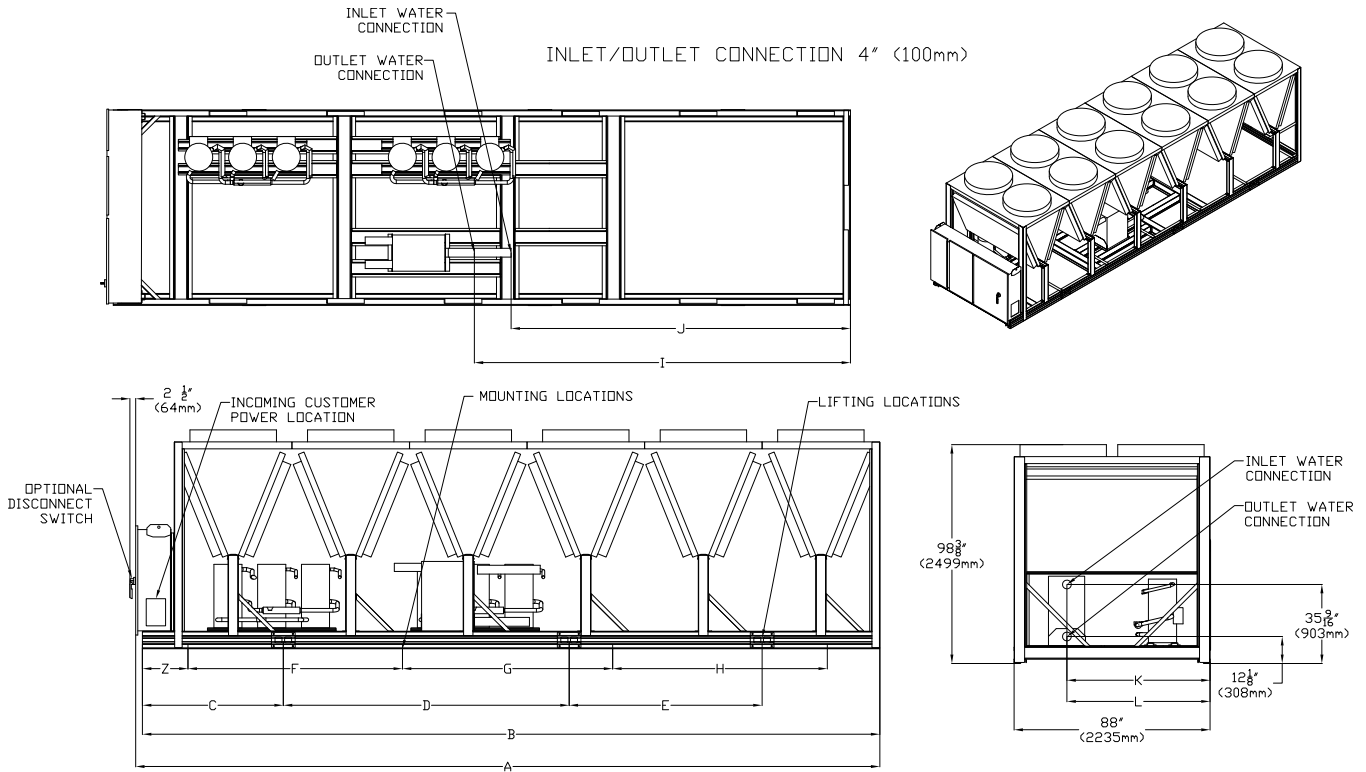 INLET WATER
CONNECTION
INLET/OUTLET CONNECTION 4" (100mm)
OUTLET WATER
CONNECTION
J
I
2 1/2"
(64mm)
INCOMING CUSTOMER
POWER LOCATION
MOUNTING LOCATIONS
LIFTING LOCATIONS
OPTIONAL
DISCONNECT
SWITCH
INLET WATER
CONNECTION
OUTLET WATER
CONNECTION
98 3/8"
(2499mm)
35 9/16"
(903mm)
12 1/8"
(308mm)
Z
F
G
H
K
C
D
E
L
88"
(2235mm)
B
A